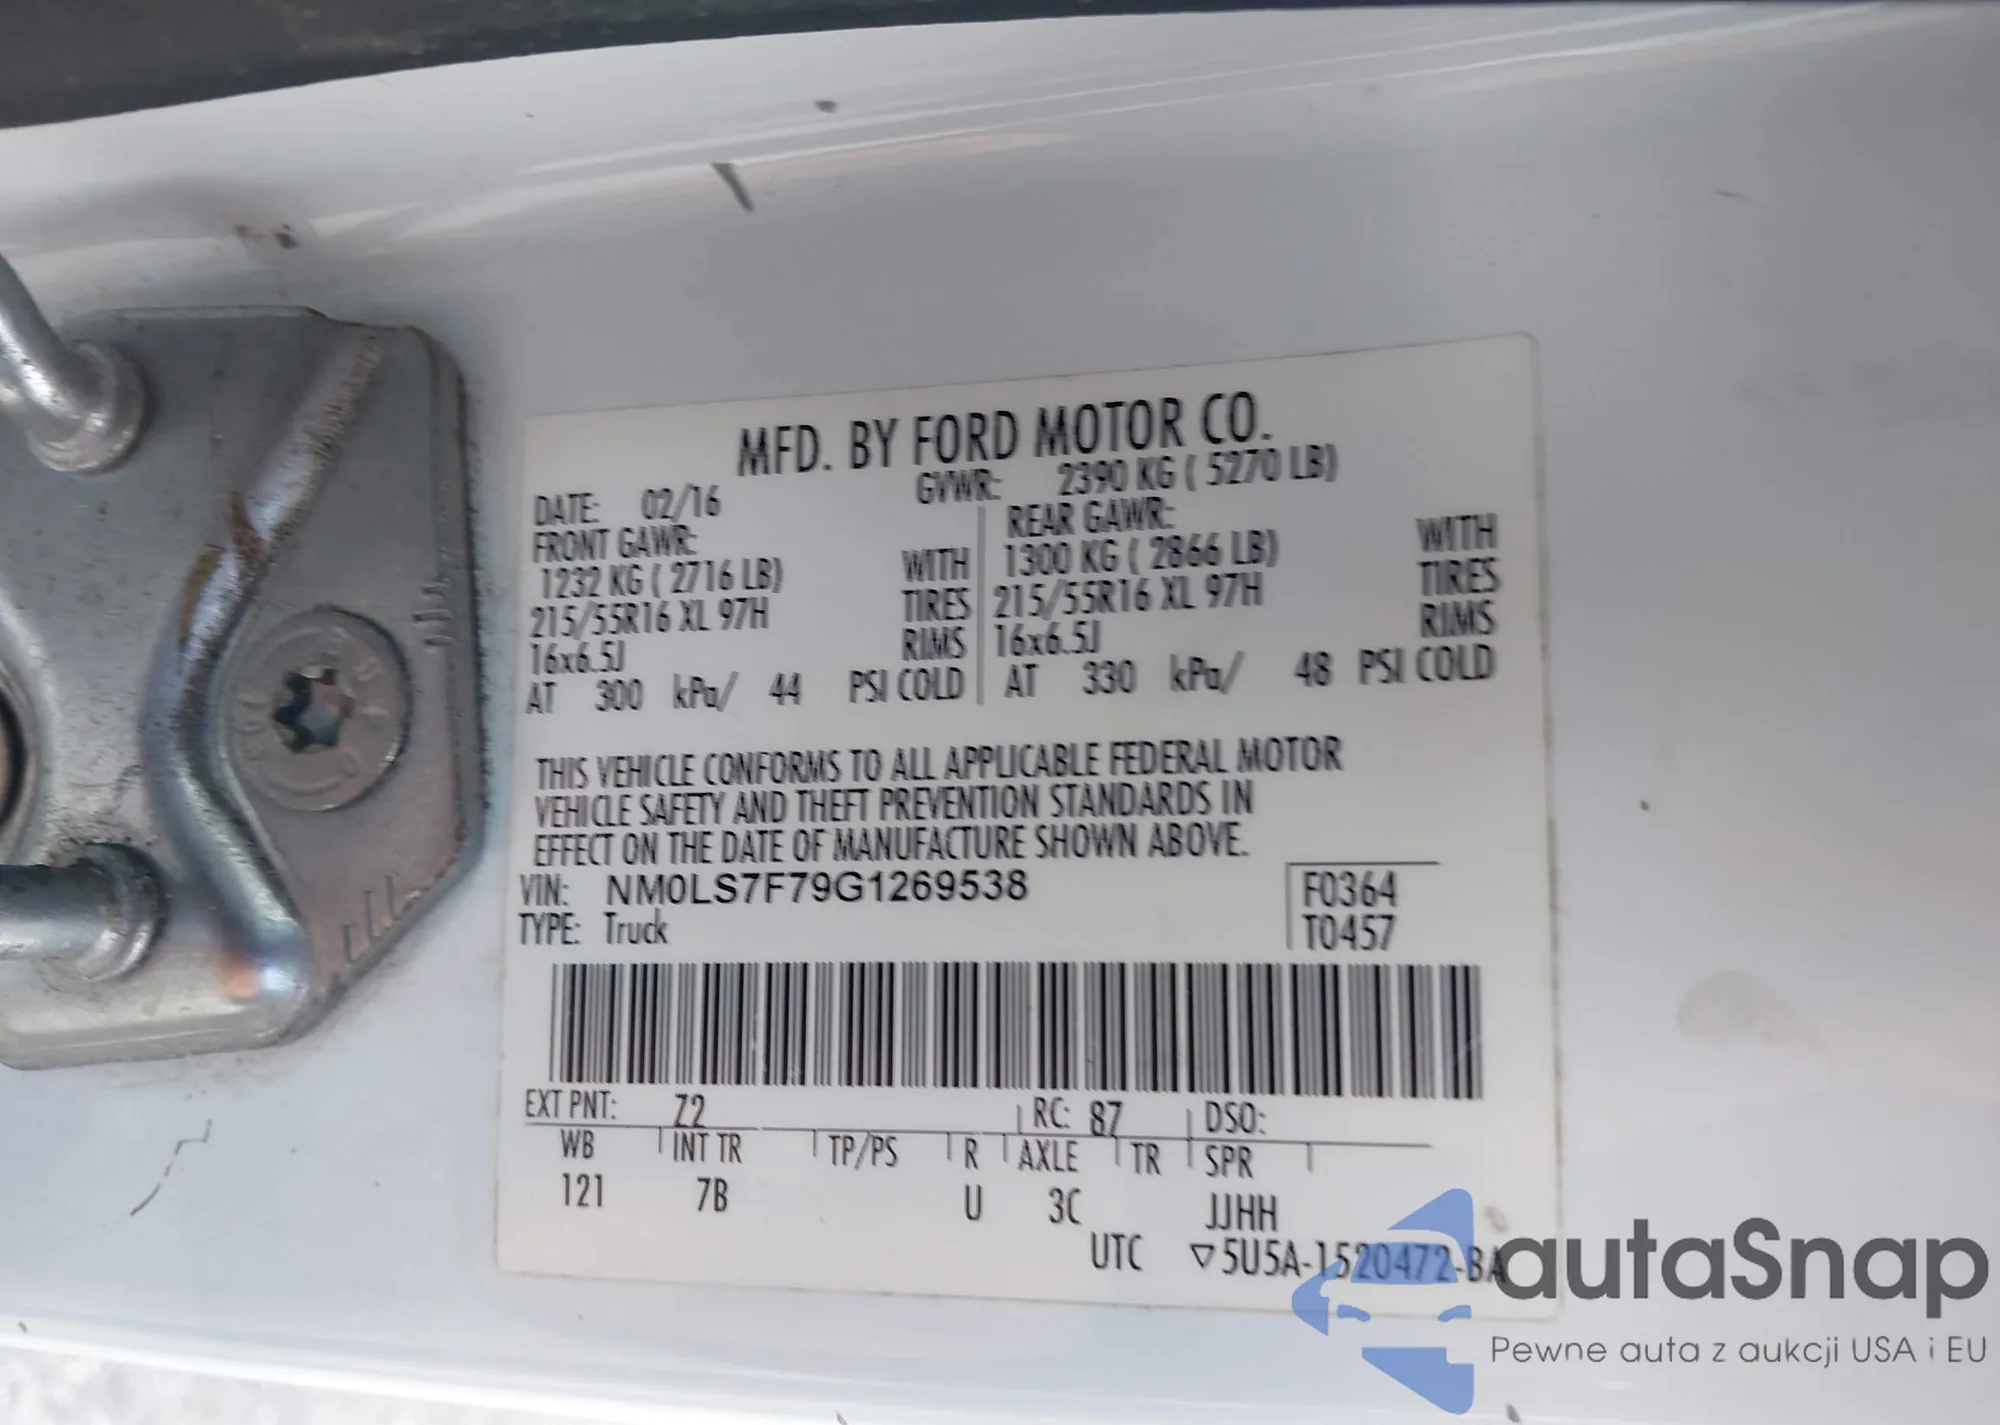 MFD. BY FORD MOTOR CO.
DATE: 02/16 GVWR: 2390 KG ( 5270 LB)
FRONT GAWR: REAR GAWR:
1232 KG ( 2716 LB) WITH 1300 KG ( 2866 LB) WITH
215/55R16 XL 97H TIRES 215/55R16 XL 97H TIRES
16x6.5J RIMS 16x6.5J RIMS
AT 300 kPa/ 44 PSI COLD AT 330 kPa/ 48 PSI COLD
THIS VEHICLE CONFORMS TO ALL APPLICABLE FEDERAL MOTOR
VEHICLE SAFETY AND THEFT PREVENTION STANDARDS IN
EFFECT ON THE DATE OF MANUFACTURE SHOWN ABOVE.
VIN: NM0LS7F79G1269538 F0364
TYPE: Truck T0457
EXT PNT: Z2 RC: 87 DSO:
WB INT TR TP/PS R AXLE TR SPR
121 7B U 3C JJHH
UTC ▽5U5A-1520472-BA
autaSnap
Pewne auta z aukcji USA i EU